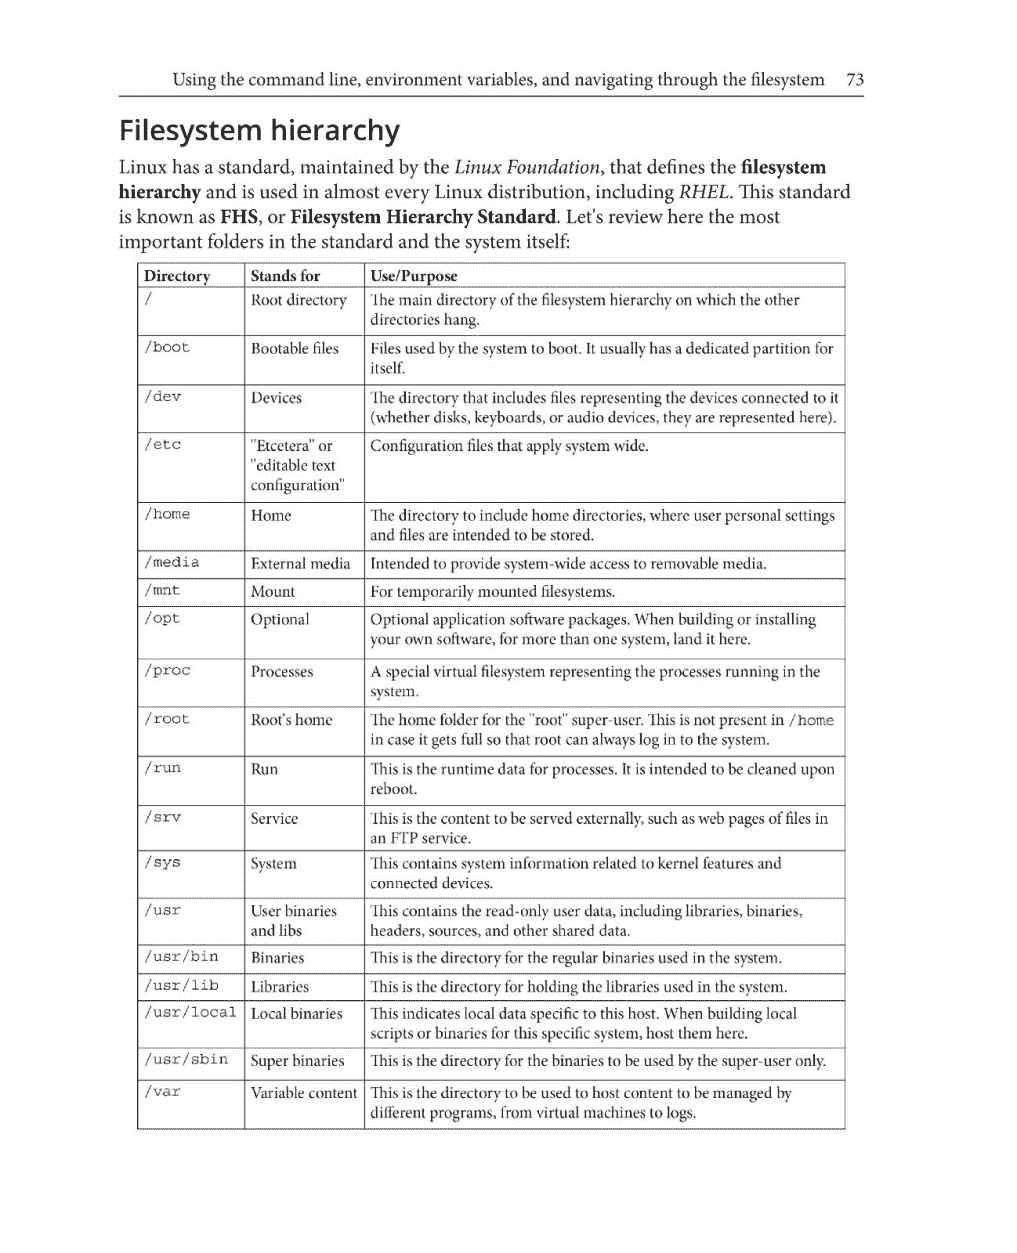 Using the command line, environment variables, and navigating through the filesystem 73
Filesystem hierarchy
Linux has a standard, maintained by the Linux Foundation, that defines the filesystem
hierarchy and is used in almost every Linux distribution, including RHEL. This standard
is known as FHS, or Filesystem Hierarchy Standard. Let's review here the most
important folders in the standard and the system itself:
Directory Stands for Use/Purpose
/ Root directory The main directory of the filesystem hierarchy on which the other
directories hang.
/boot Bootable files Files used by the system to boot. It usually has a dedicated partition for
itself.
/dev Devices The directory that includes files representing the devices connected to it
(whether disks, keyboards, or audio devices, they are represented here).
/etc "Etcetera" or Configuration files that apply system wide.
"editable text
configuration"
/home Home The directory to include home directories, where user personal settings
and files are intended to be stored.
/media External media Intended to provide system-wide access to removable media.
/mnt Mount For temporarily mounted filesystems.
/opt Optional Optional application software packages. When building or installing
your own software, for more than one system, land it here.
/proc Processes A special virtual filesystem representing the processes running in the
system.
/root Root's home The home folder for the "root" super-user. This is not present in /home
in case it gets full so that root can always log in to the system.
/run Run This is the runtime data for processes. It is intended to be cleaned upon
reboot.
/srv Service This is the content to be served externally, such as web pages of files in
an FTP service.
/sys System This contains system information related to kernel features and
connected devices.
/usr User binaries This contains the read-only user data, including libraries, binaries,
and libs headers, sources, and other shared data.
/usr/bin Binaries This is the directory for the regular binaries used in the system.
/usr/lib Libraries This is the directory for holding the libraries used in the system.
/usr/local Local binaries This indicates local data specific to this host. When building local
scripts or binaries for this specific system, host them here.
/usr/sbin Super binaries This is the directory for the binaries to be used by the super-user only.
/var Variable content This is the directory to be used to host content to be managed by
different programs, from virtual machines to logs.